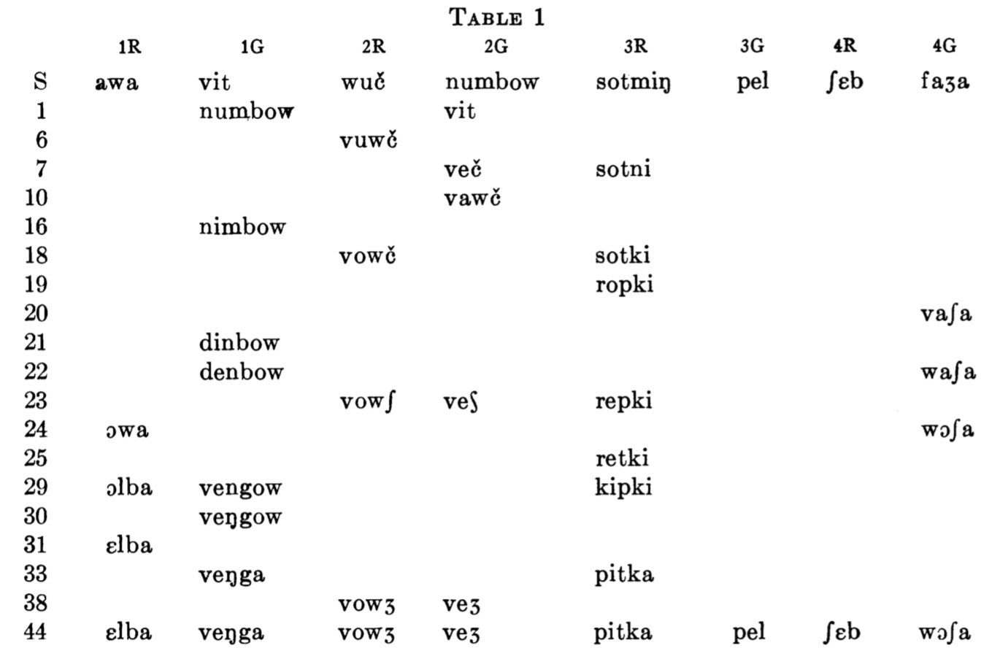 TABLE 1
1R 1G 2R 2G 3R 3G 4R 4G
S awa vit wuč numbow sotmiŋ pel ʃɛb faʒa
1 numbow vit
6 vuwč
7 več sotni
10 vawč
16 nimbow
18 vowč sotki
19 ropki
20 vaʃa
21 dinbow
22 denbow waʃa
23 vowʃ veʃ repki
24 ɔwa wɔʃa
25 retki
29 ɔlba vengow kipki
30 veŋgow
31 ɛlba
33 veŋga pitka
38 vowʒ veʒ
44 ɛlba veŋga vowʒ veʒ pitka pel ʃɛb wɔʃa